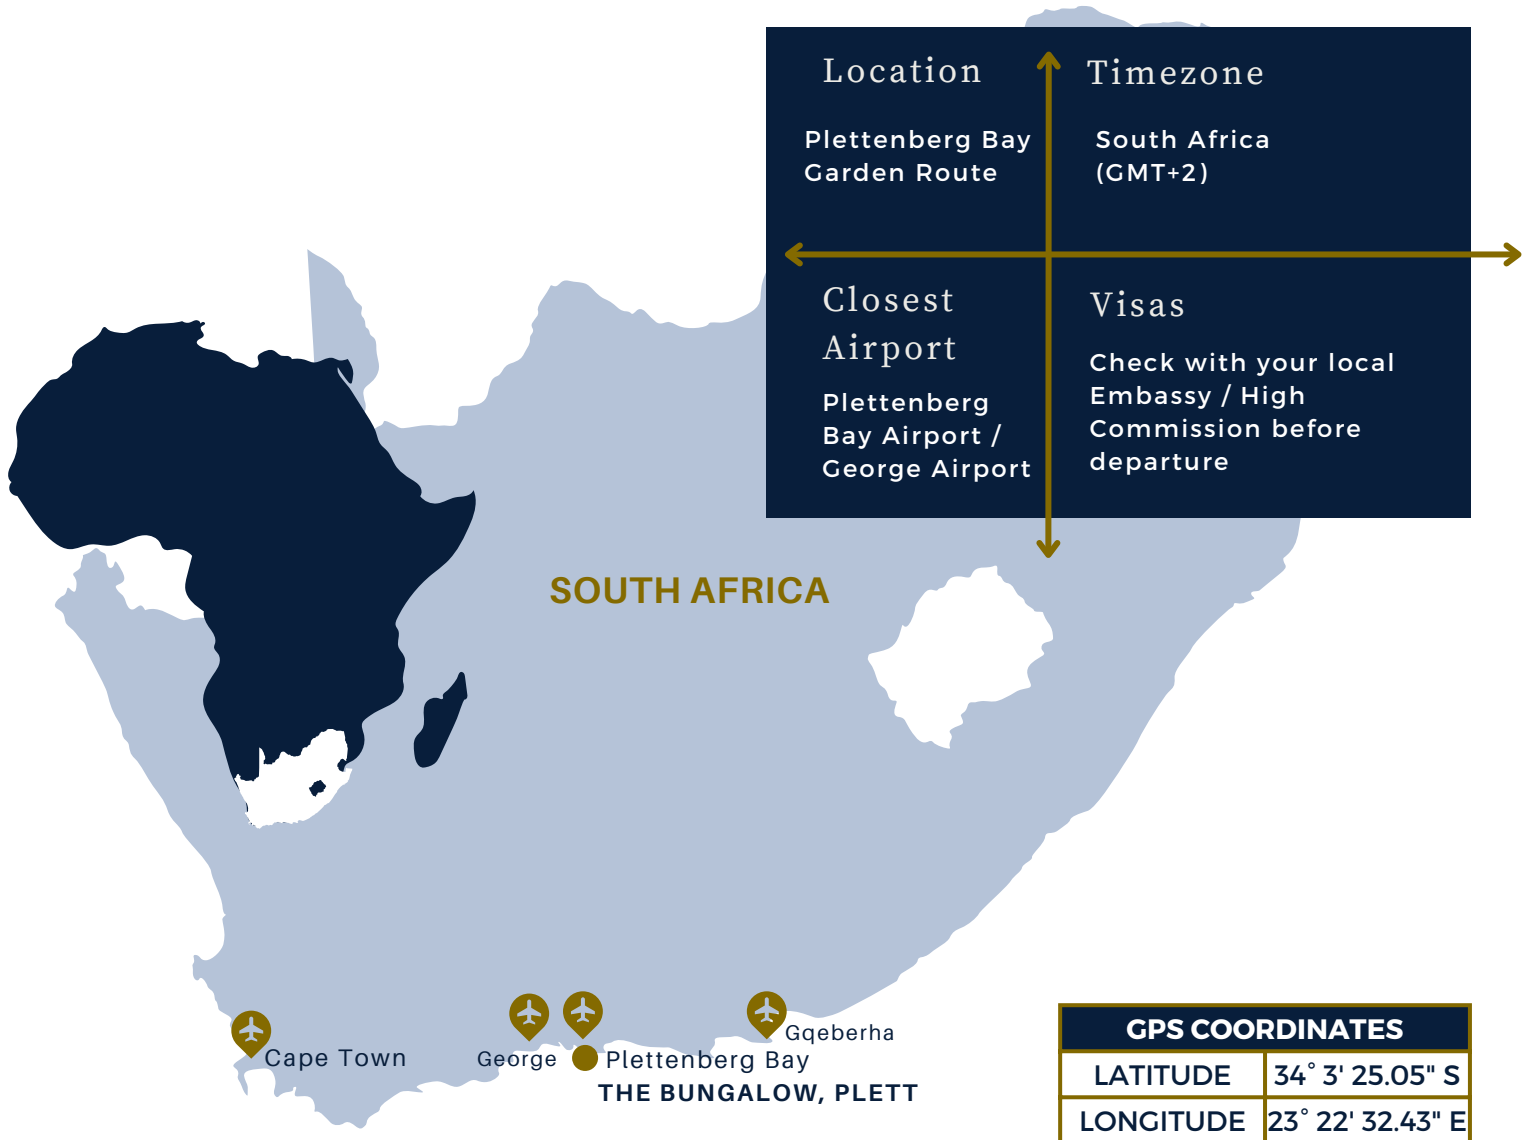 Location
Plettenberg Bay
Garden Route
Timezone
South Africa
(GMT+2)
Closest
Airport
Plettenberg
Bay Airport /
George Airport
Visas
Check with your local
Embassy / High
Commission before
departure
SOUTH AFRICA
Cape Town
George
Plettenberg Bay
Gqeberha
THE BUNGALOW, PLETT
GPS COORDINATES
LATITUDE 34° 3' 25.05" S
LONGITUDE 23° 22' 32.43" E